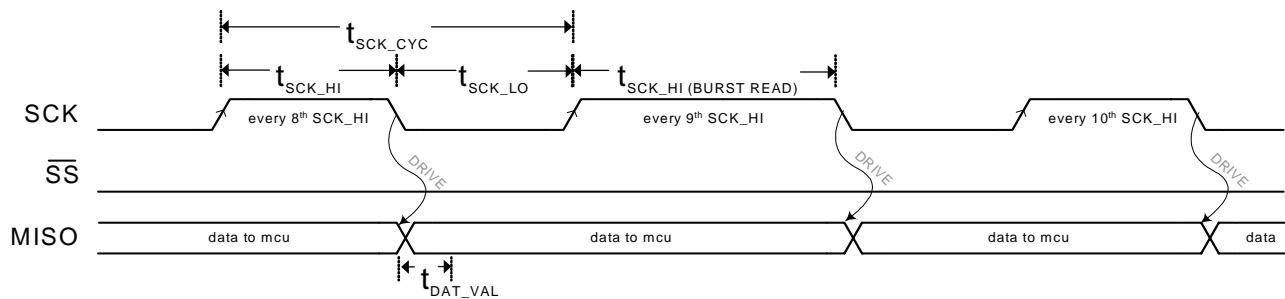 tSCK_CYC
tSCK_HI tSCK_LO tSCK_HI (BURST READ)
SCK every 8th SCK_HI every 9th SCK_HI every 10th SCK_HI
SS DRIVE DRIVE DRIVE
MISO data to mcu data to mcu data to mcu data
tDAT_VAL